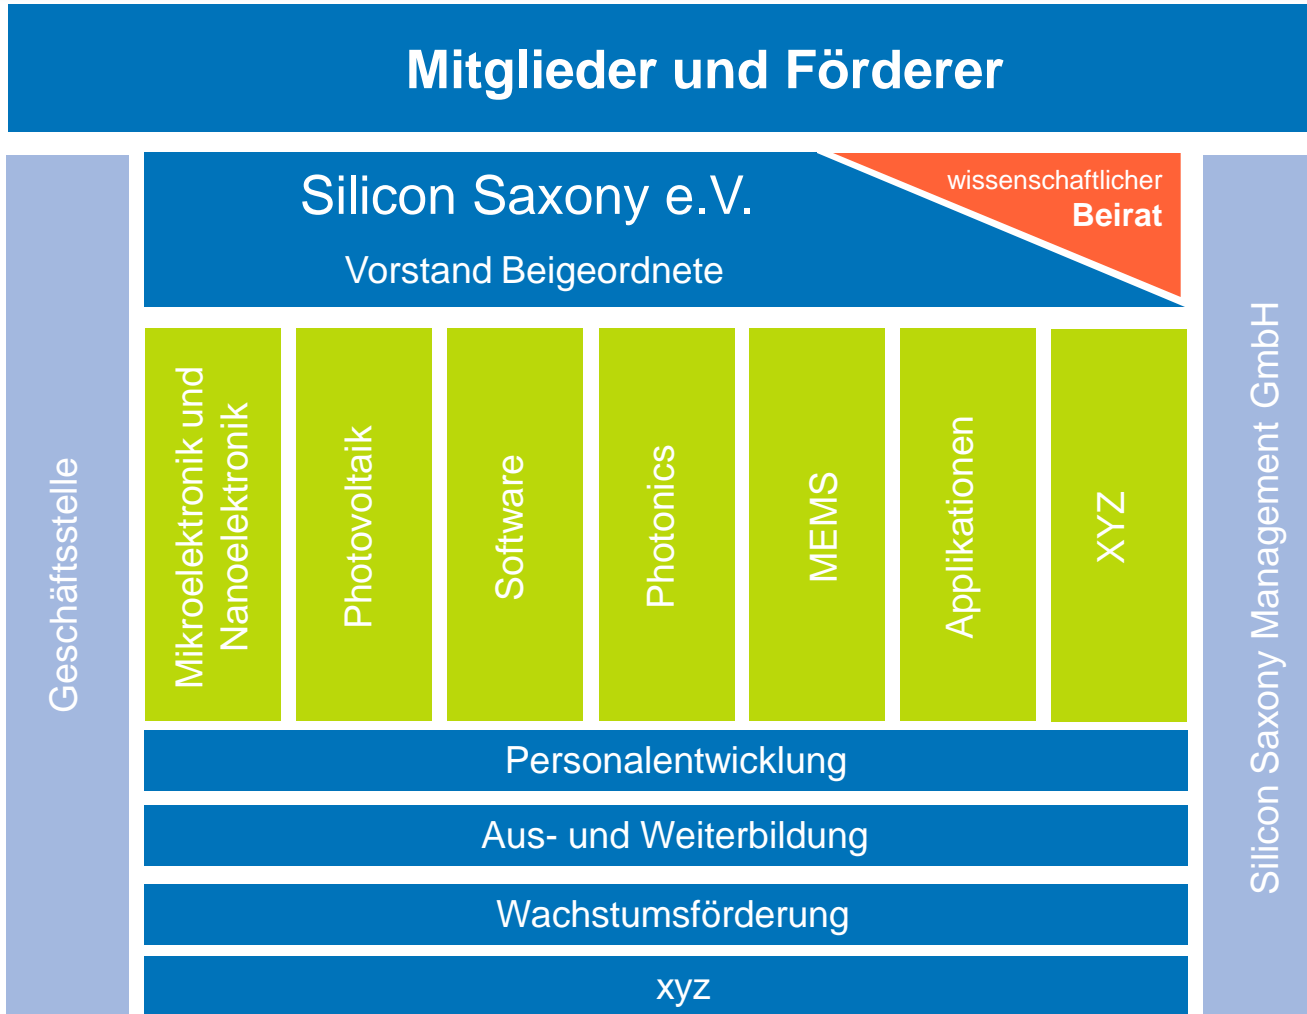 Mitglieder und Förderer
Silicon Saxony e.V.
Vorstand Beigeordnete
wissenschaftlicher
Beirat
Geschäftsstelle
Mikroelektronik und
Nanoelektronik
Photovoltaik
Software
Photonics
MEMS
Applikationen
XYZ
Silicon Saxony Management GmbH
Personalentwicklung
Aus- und Weiterbildung
Wachstumsförderung
xyz